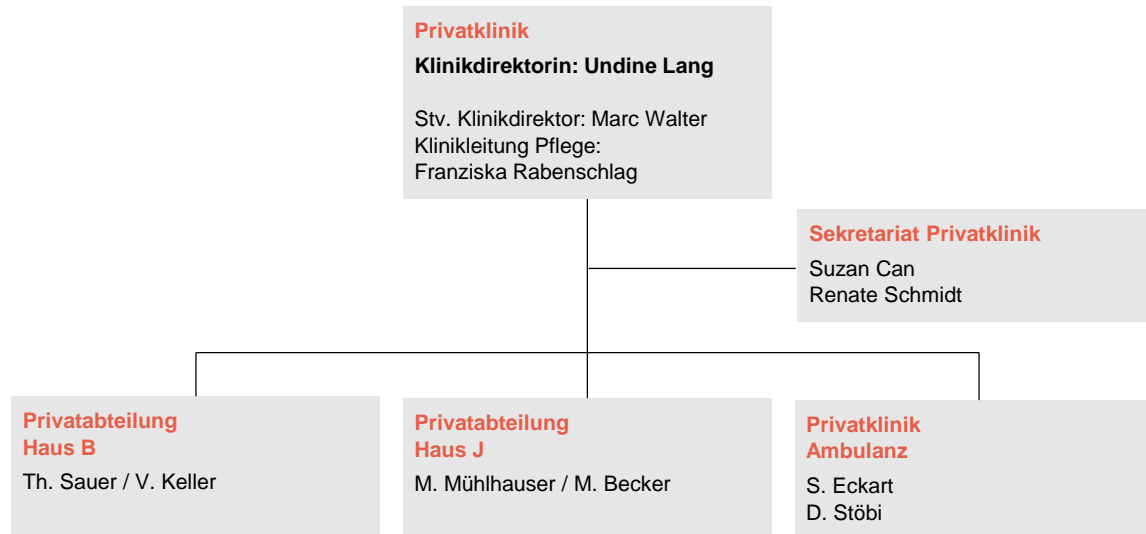 Privatklinik
Klinikdirektorin: Undine Lang
Stv. Klinikdirektor: Marc Walter
Klinikleitung Pflege:
Franziska Rabenschlag
Sekretariat Privatklinik
Suzan Can
Renate Schmidt
Privatabteilung
Haus B
Th. Sauer / V. Keller
Privatabteilung
Haus J
M. Mühlhauser / M. Becker
Privatklinik
Ambulanz
S. Eckart
D. Stöbi